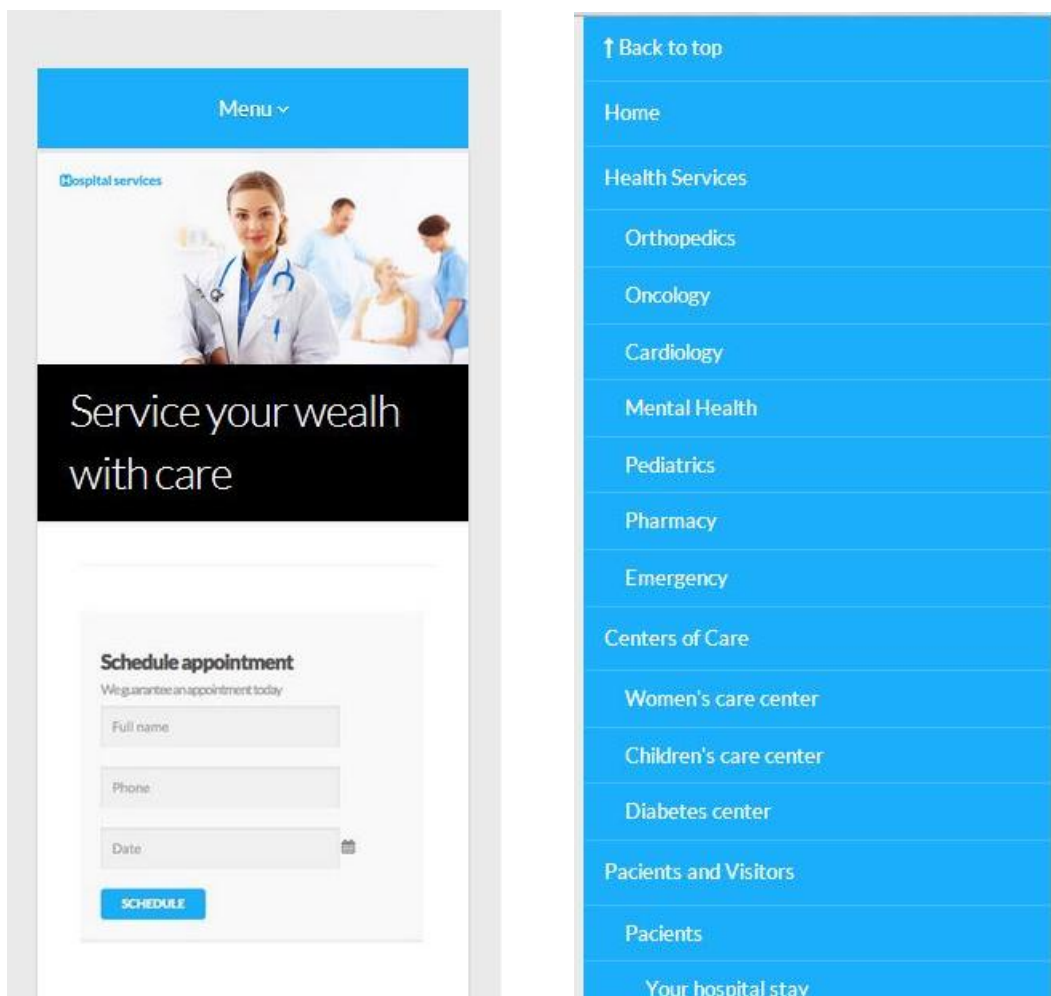 Menu
Hospital services
Service your wealh
with care
Schedule appointment
We guarantee an appointment today
Full name
Phone
Date
SCHEDULE
↑ Back to top
Home
Health Services
Orthopedics
Oncology
Cardiology
Mental Health
Pediatrics
Pharmacy
Emergency
Centers of Care
Women's care center
Children's care center
Diabetes center
Pacients and Visitors
Pacients
Your hospital stay